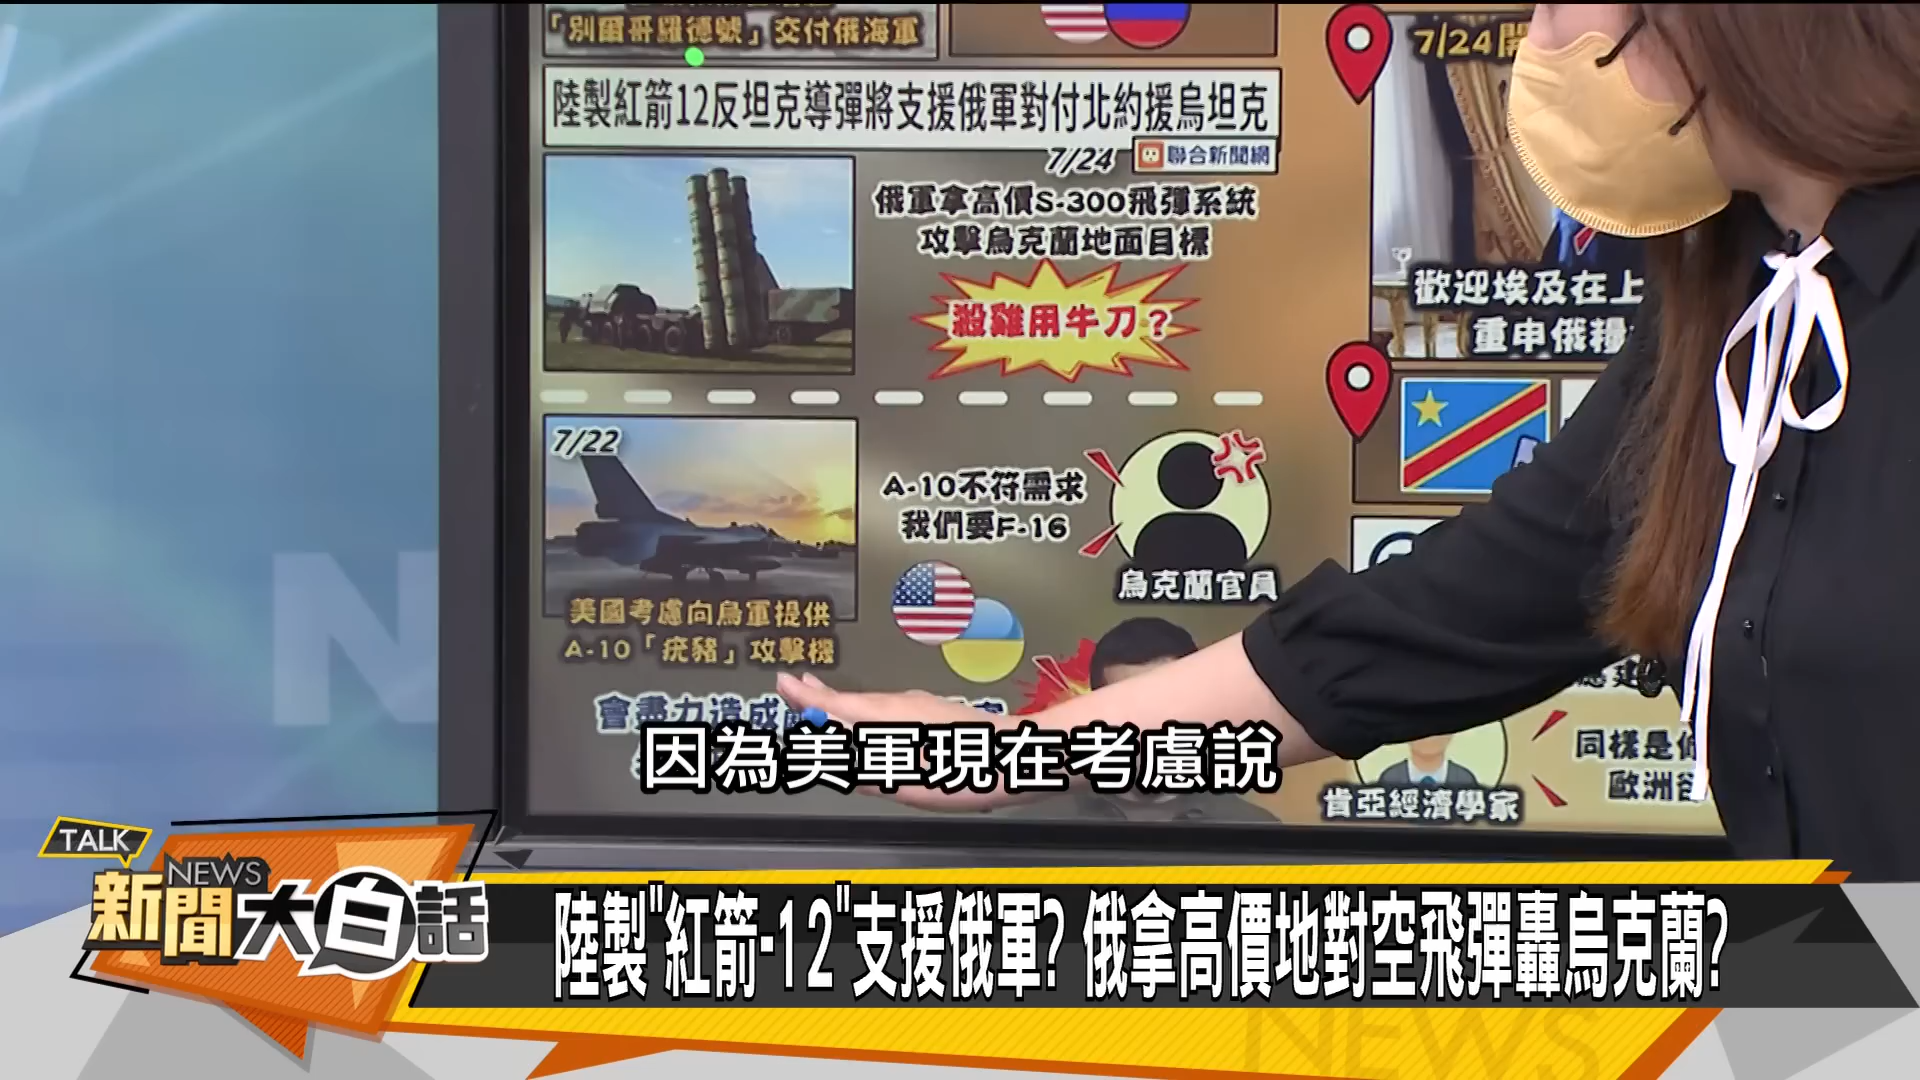 「別爾哥羅德號」交付俄海軍
陸製紅箭12反坦克導彈將支援俄軍對付北約援烏坦克
7/24
聯合新聞網
俄軍拿高價S-300飛彈系統
攻擊烏克蘭地面目標
殺雞用牛刀?
7/22
美國考慮向烏軍提供
A-10「疣豬」攻擊機
A-10不符需求
我們要F-16
烏克蘭官員
會盡力造成
7/24
歡迎埃及在上
重申俄糧
同樣是
歐洲
肯亞經濟學家
因為美軍現在考慮說
TALK
NEWS
新聞大白話
陸製"紅箭-12"支援俄軍? 俄拿高價地對空飛彈轟烏克蘭?
NEWS